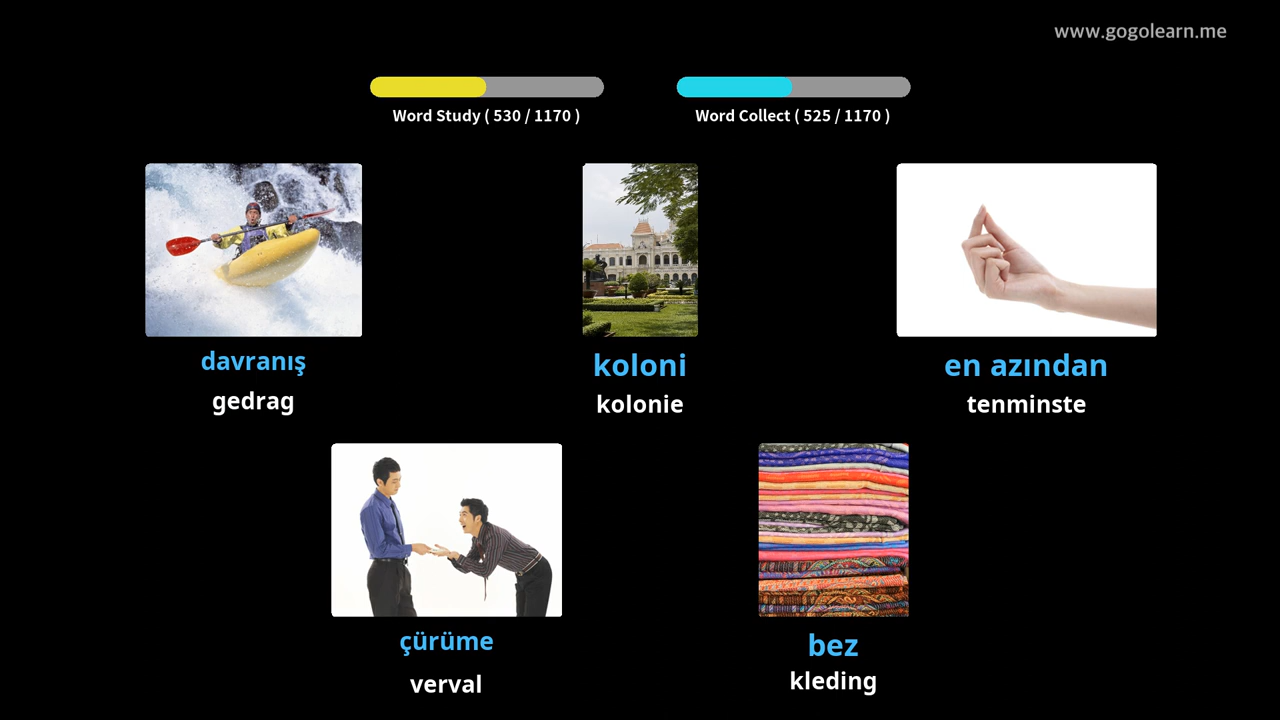 www.gogolearn.me
Word Study ( 530 / 1170 )
Word Collect ( 525 / 1170 )
davranış
gedrag
koloni
kolonie
en azından
tenminste
çürüme
verval
bez
kleding